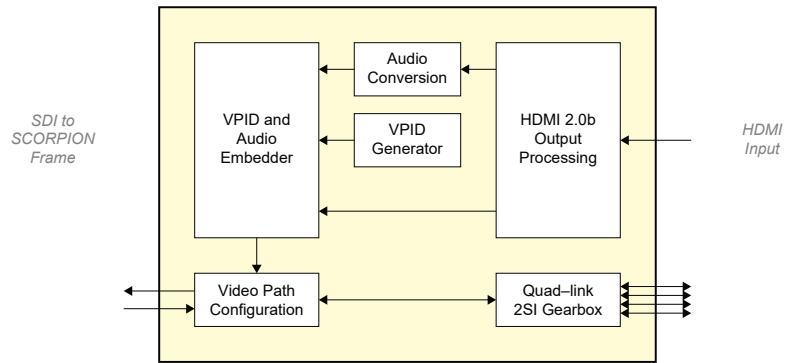 SDI to
SCORPION
Frame
VPID and
Audio
Embedder
Audio
Conversion
VPID
Generator
HDMI 2.0b
Output
Processing
HDMI
Input
Video Path
Configuration
Quad–link
2SI Gearbox